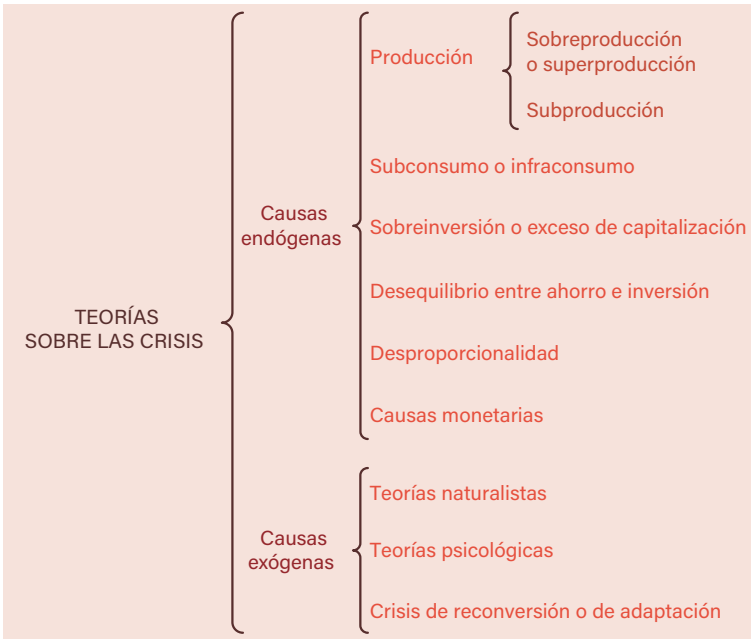 TEORÍAS
SOBRE LAS CRISIS
Causas
endógenas
Producción
Sobreproducción
o superproducción
Subproducción
Subconsumo o infraconsumo
Sobreinversión o exceso de capitalización
Desequilibrio entre ahorro e inversión
Desproporcionalidad
Causas monetarias
Causas
exógenas
Teorías naturalistas
Teorías psicológicas
Crisis de reconversión o de adaptación